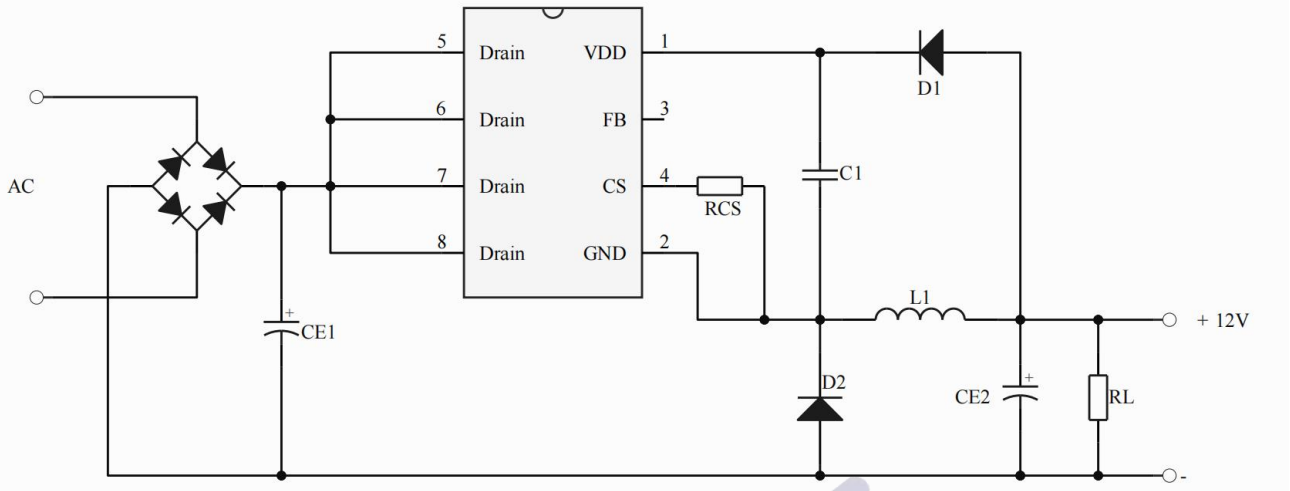 5 Drain VDD 1
D1
6 Drain FB 3
AC
7 Drain CS 4
C1
RCS
8 Drain GND 2
L1
+ CE1
+ 12V
D2
CE2 +
RL
-